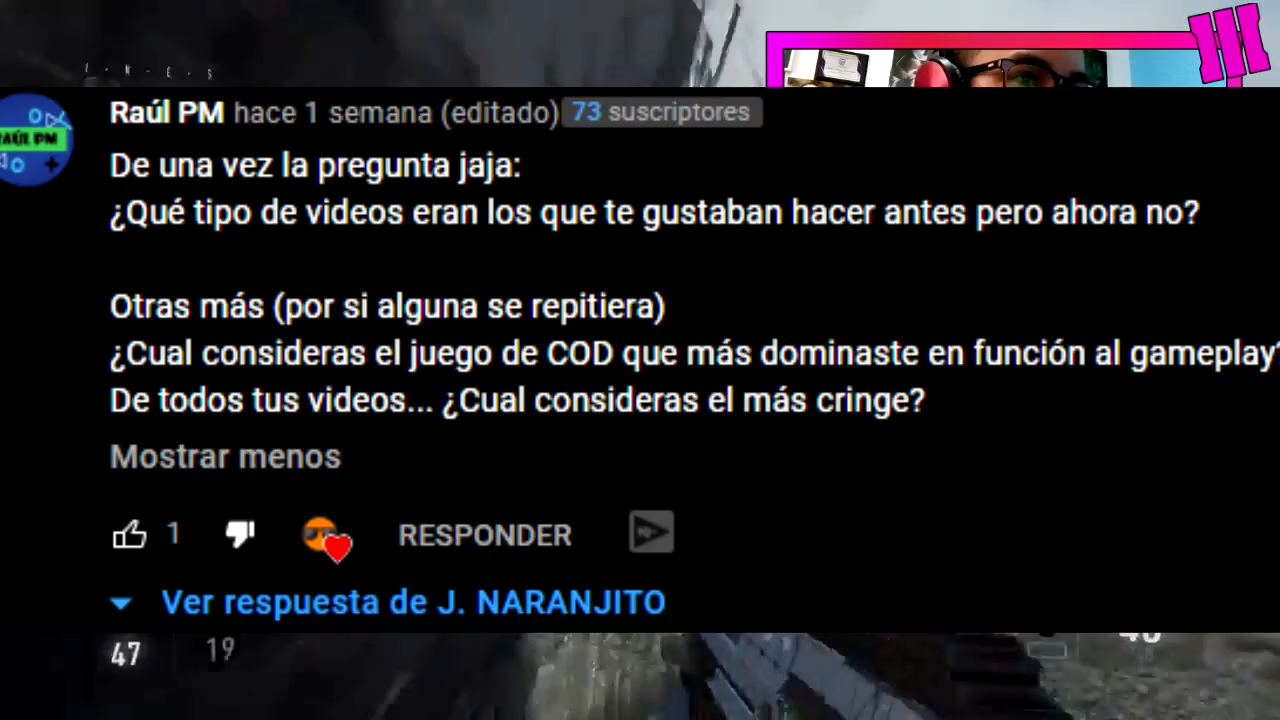 I . N . E . S
Raúl PM hace 1 semana (editado) 73 suscriptores
RAÚL PM
De una vez la pregunta jaja:
¿Qué tipo de videos eran los que te gustaban hacer antes pero ahora no?
Otras más (por si alguna se repitiera)
¿Cual consideras el juego de COD que más dominaste en función al gameplay?
De todos tus videos... ¿Cual consideras el más cringe?
Mostrar menos
1 RESPONDER
Ver respuesta de J. NARANJITO
47 19